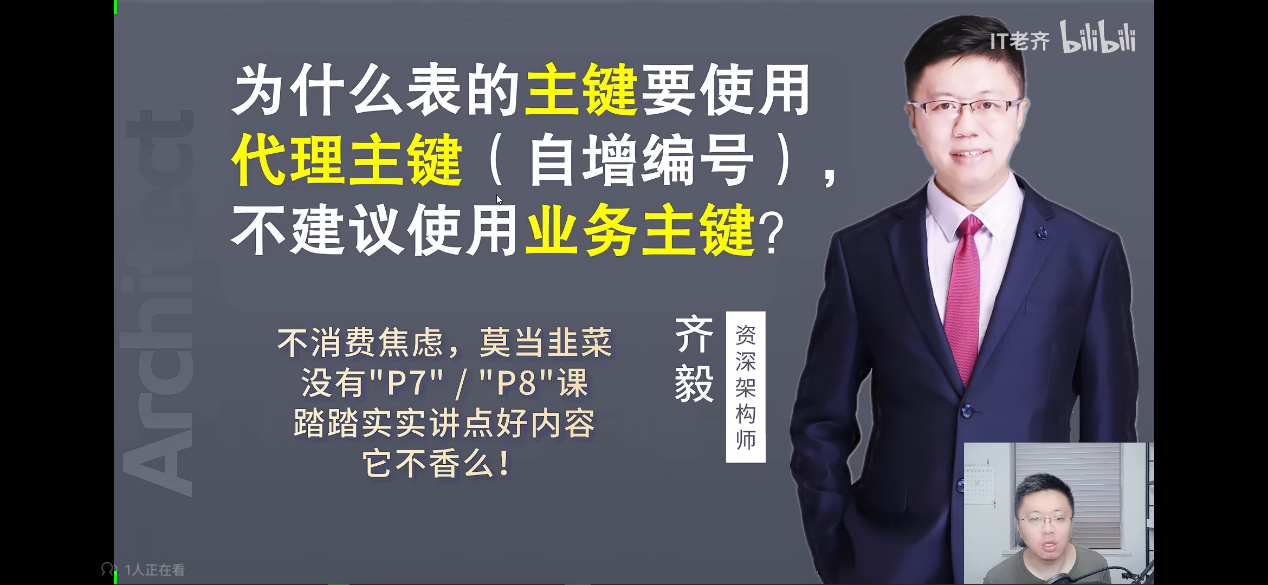 IT老齐 bilibili
为什么表的主键要使用
代理主键（自增编号），
不建议使用业务主键?
不消费焦虑，莫当韭菜
没有"P7" / "P8"课
踏踏实实讲点好内容
它不香么！
齐毅
资深架构师
Architect
1人正在看